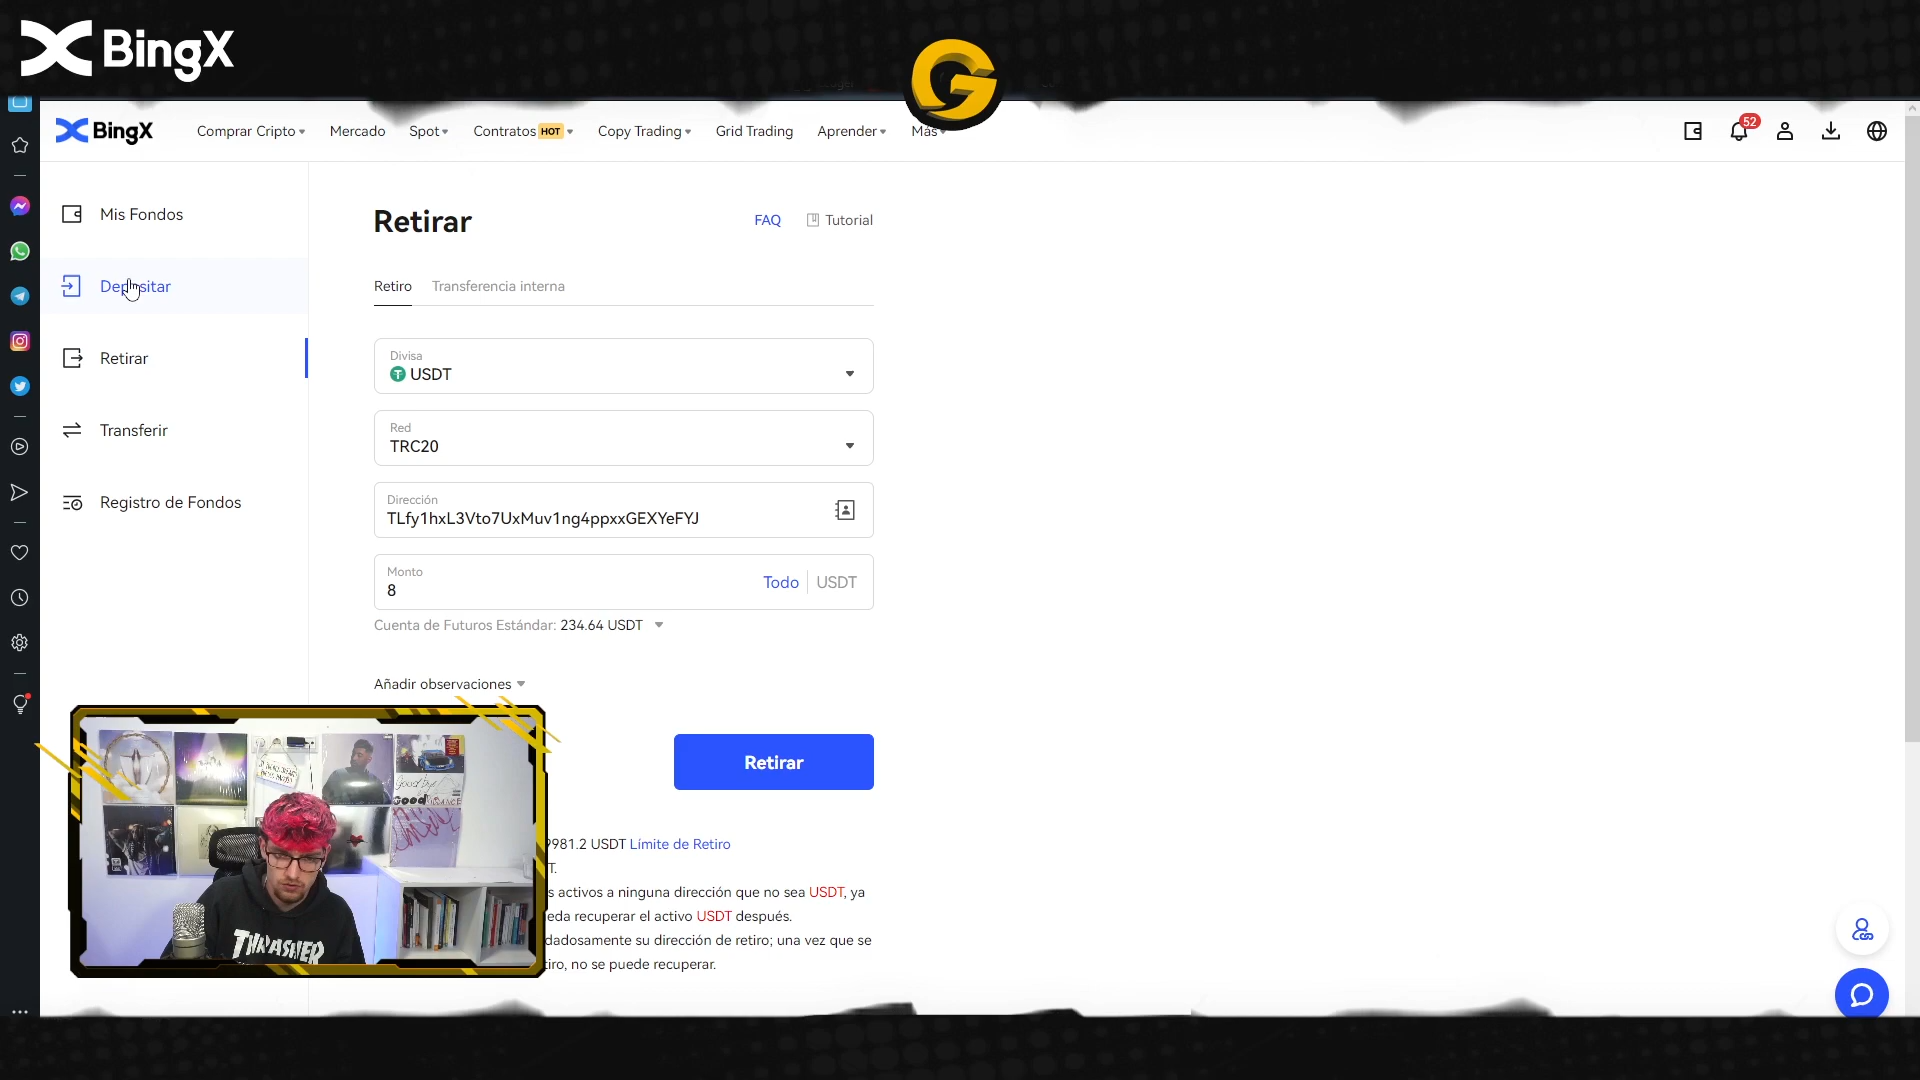 BingX
G
BingX
Comprar Cripto
Mercado
Spot
Contratos HOT
Copy Trading
Grid Trading
Aprender
Más
52
Mis Fondos
Depositar
Retirar
Transferir
Registro de Fondos
Retirar
FAQ
Tutorial
Retiro
Transferencia interna
Divisa
USDT
Red
TRC20
Dirección
TLfy1hxL3Vto7UxMuv1ng4ppxxGEXYeFYJ
Monto
8
Todo
USDT
Cuenta de Futuros Estándar: 234.64 USDT
Añadir observaciones
Retirar
9981.2 USDT Límite de Retiro
T.
s activos a ninguna dirección que no sea USDT, ya
eda recuperar el activo USDT después.
dadosamente su dirección de retiro; una vez que se
tiro, no se puede recuperar.
THRASHER